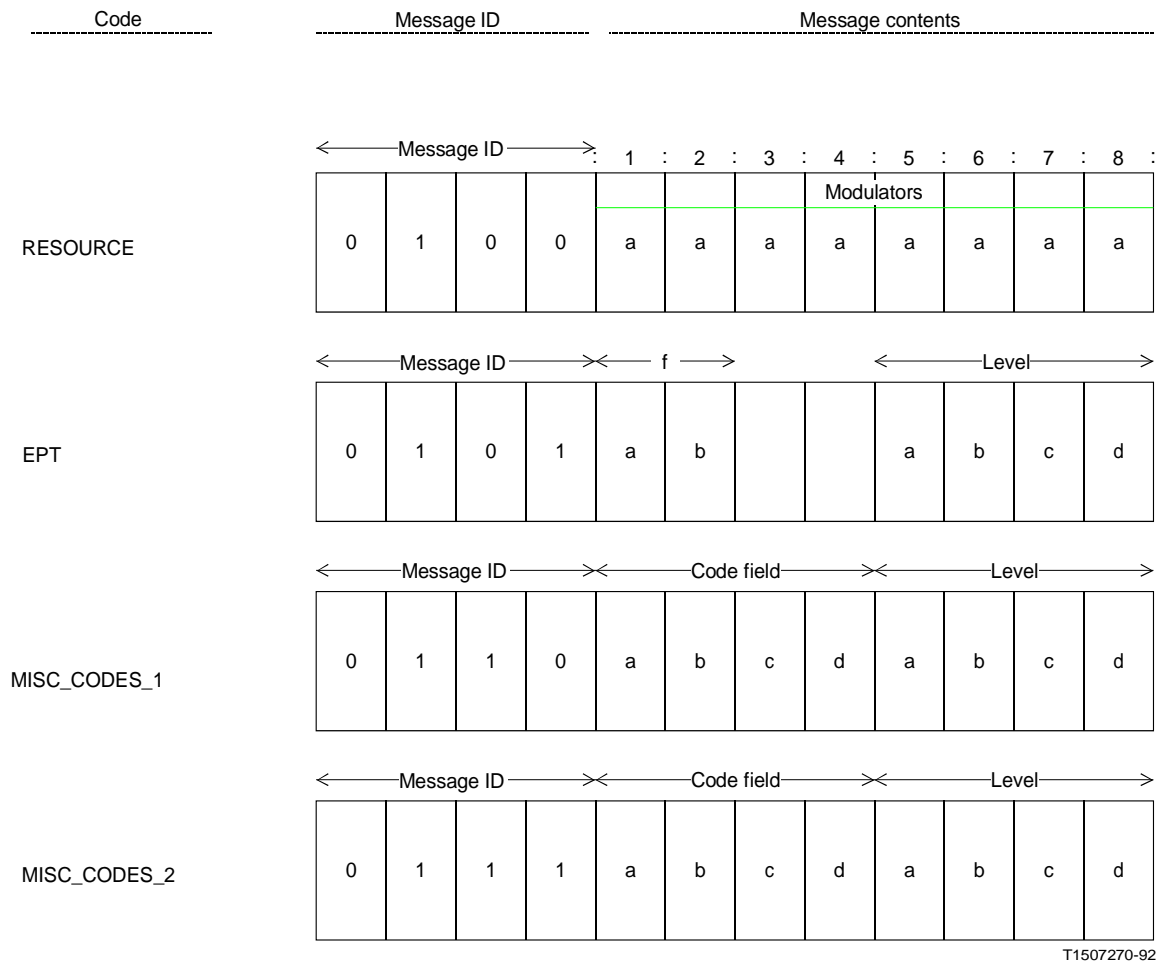 Code Message ID Message contents
Message ID : 1 : 2 : 3 : 4 : 5 : 6 : 7 : 8 :
Modulators
RESOURCE 0 1 0 0 a a a a a a a a
Message ID f Level
EPT 0 1 0 1 a b a b c d
Message ID Code field Level
MISC_CODES_1 0 1 1 0 a b c d a b c d
Message ID Code field Level
MISC_CODES_2 0 1 1 1 a b c d a b c d
T1507270-92